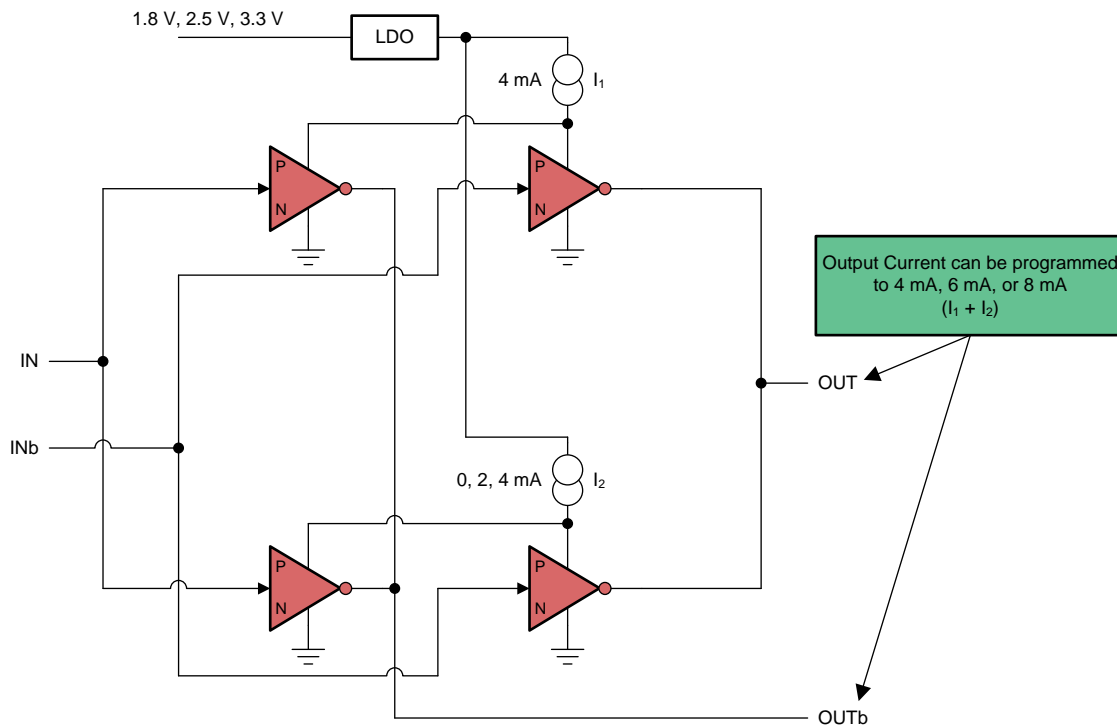 1.8 V, 2.5 V, 3.3 V
LDO
4 mA
I₁
P
N
P
N
Output Current can be programmed
to 4 mA, 6 mA, or 8 mA
(I₁ + I₂)
IN
OUT
INb
0, 2, 4 mA
I₂
P
N
P
N
OUTb